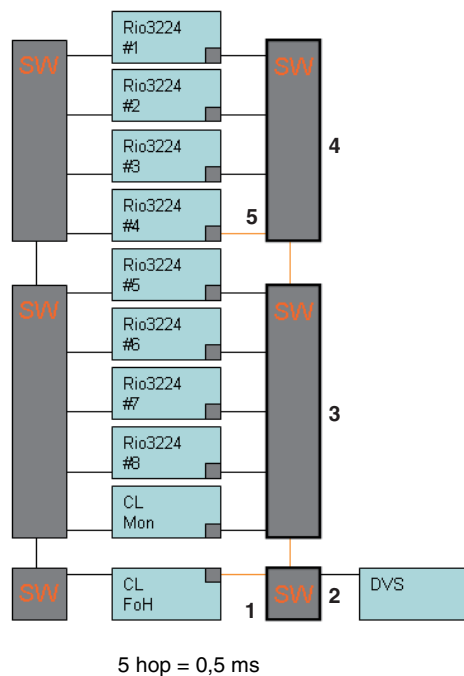 SW
Rio3224
#1
SW
Rio3224
#2
Rio3224
#3
4
Rio3224
#4
5
Rio3224
#5
SW
SW
Rio3224
#6
Rio3224
#7
3
Rio3224
#8
CL
Mon
SW
CL
FoH
1
SW
2
DVS
5 hop = 0,5 ms